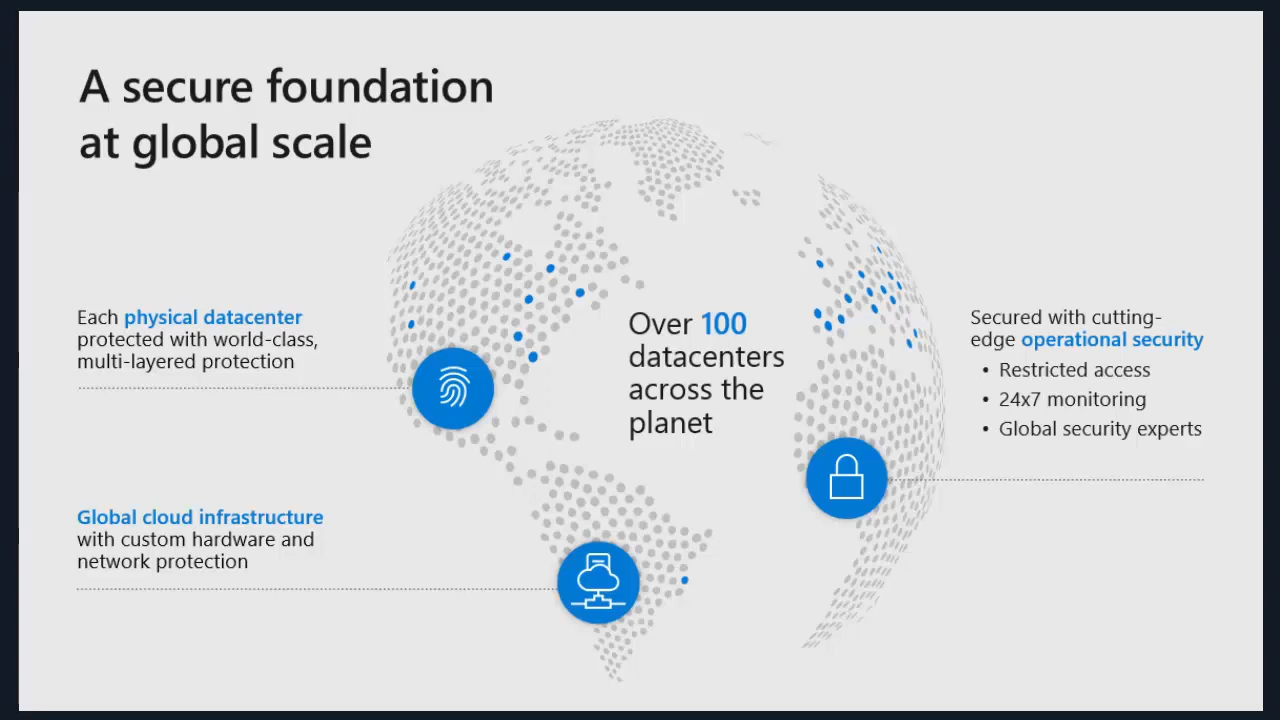 A secure foundation
at global scale
Each physical datacenter
protected with world-class,
multi-layered protection
Over 100
datacenters
across the
planet
Secured with cutting-
edge operational security
• Restricted access
• 24x7 monitoring
• Global security experts
Global cloud infrastructure
with custom hardware and
network protection